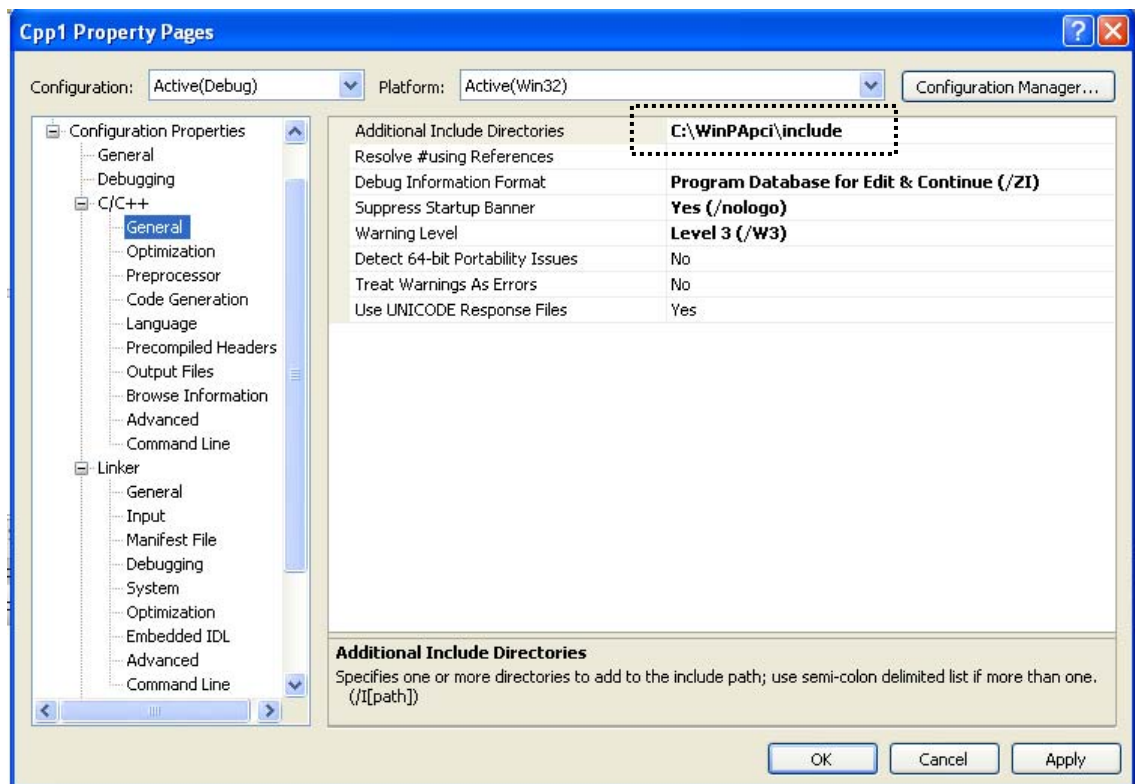 Cpp1 Property Pages
Configuration: Active(Debug) Platform: Active(Win32) Configuration Manager...
Configuration Properties
General
Debugging
C/C++
General
Optimization
Preprocessor
Code Generation
Language
Precompiled Headers
Output Files
Browse Information
Advanced
Command Line
Linker
General
Input
Manifest File
Debugging
System
Optimization
Embedded IDL
Advanced
Command Line
Additional Include Directories C:\WinPApci\include
Resolve #using References
Debug Information Format Program Database for Edit & Continue (/ZI)
Suppress Startup Banner Yes (/nologo)
Warning Level Level 3 (/W3)
Detect 64-bit Portability Issues No
Treat Warnings As Errors No
Use UNICODE Response Files Yes
Additional Include Directories
Specifies one or more directories to add to the include path; use semi-colon delimited list if more than one.
(/I[path])
OK Cancel Apply